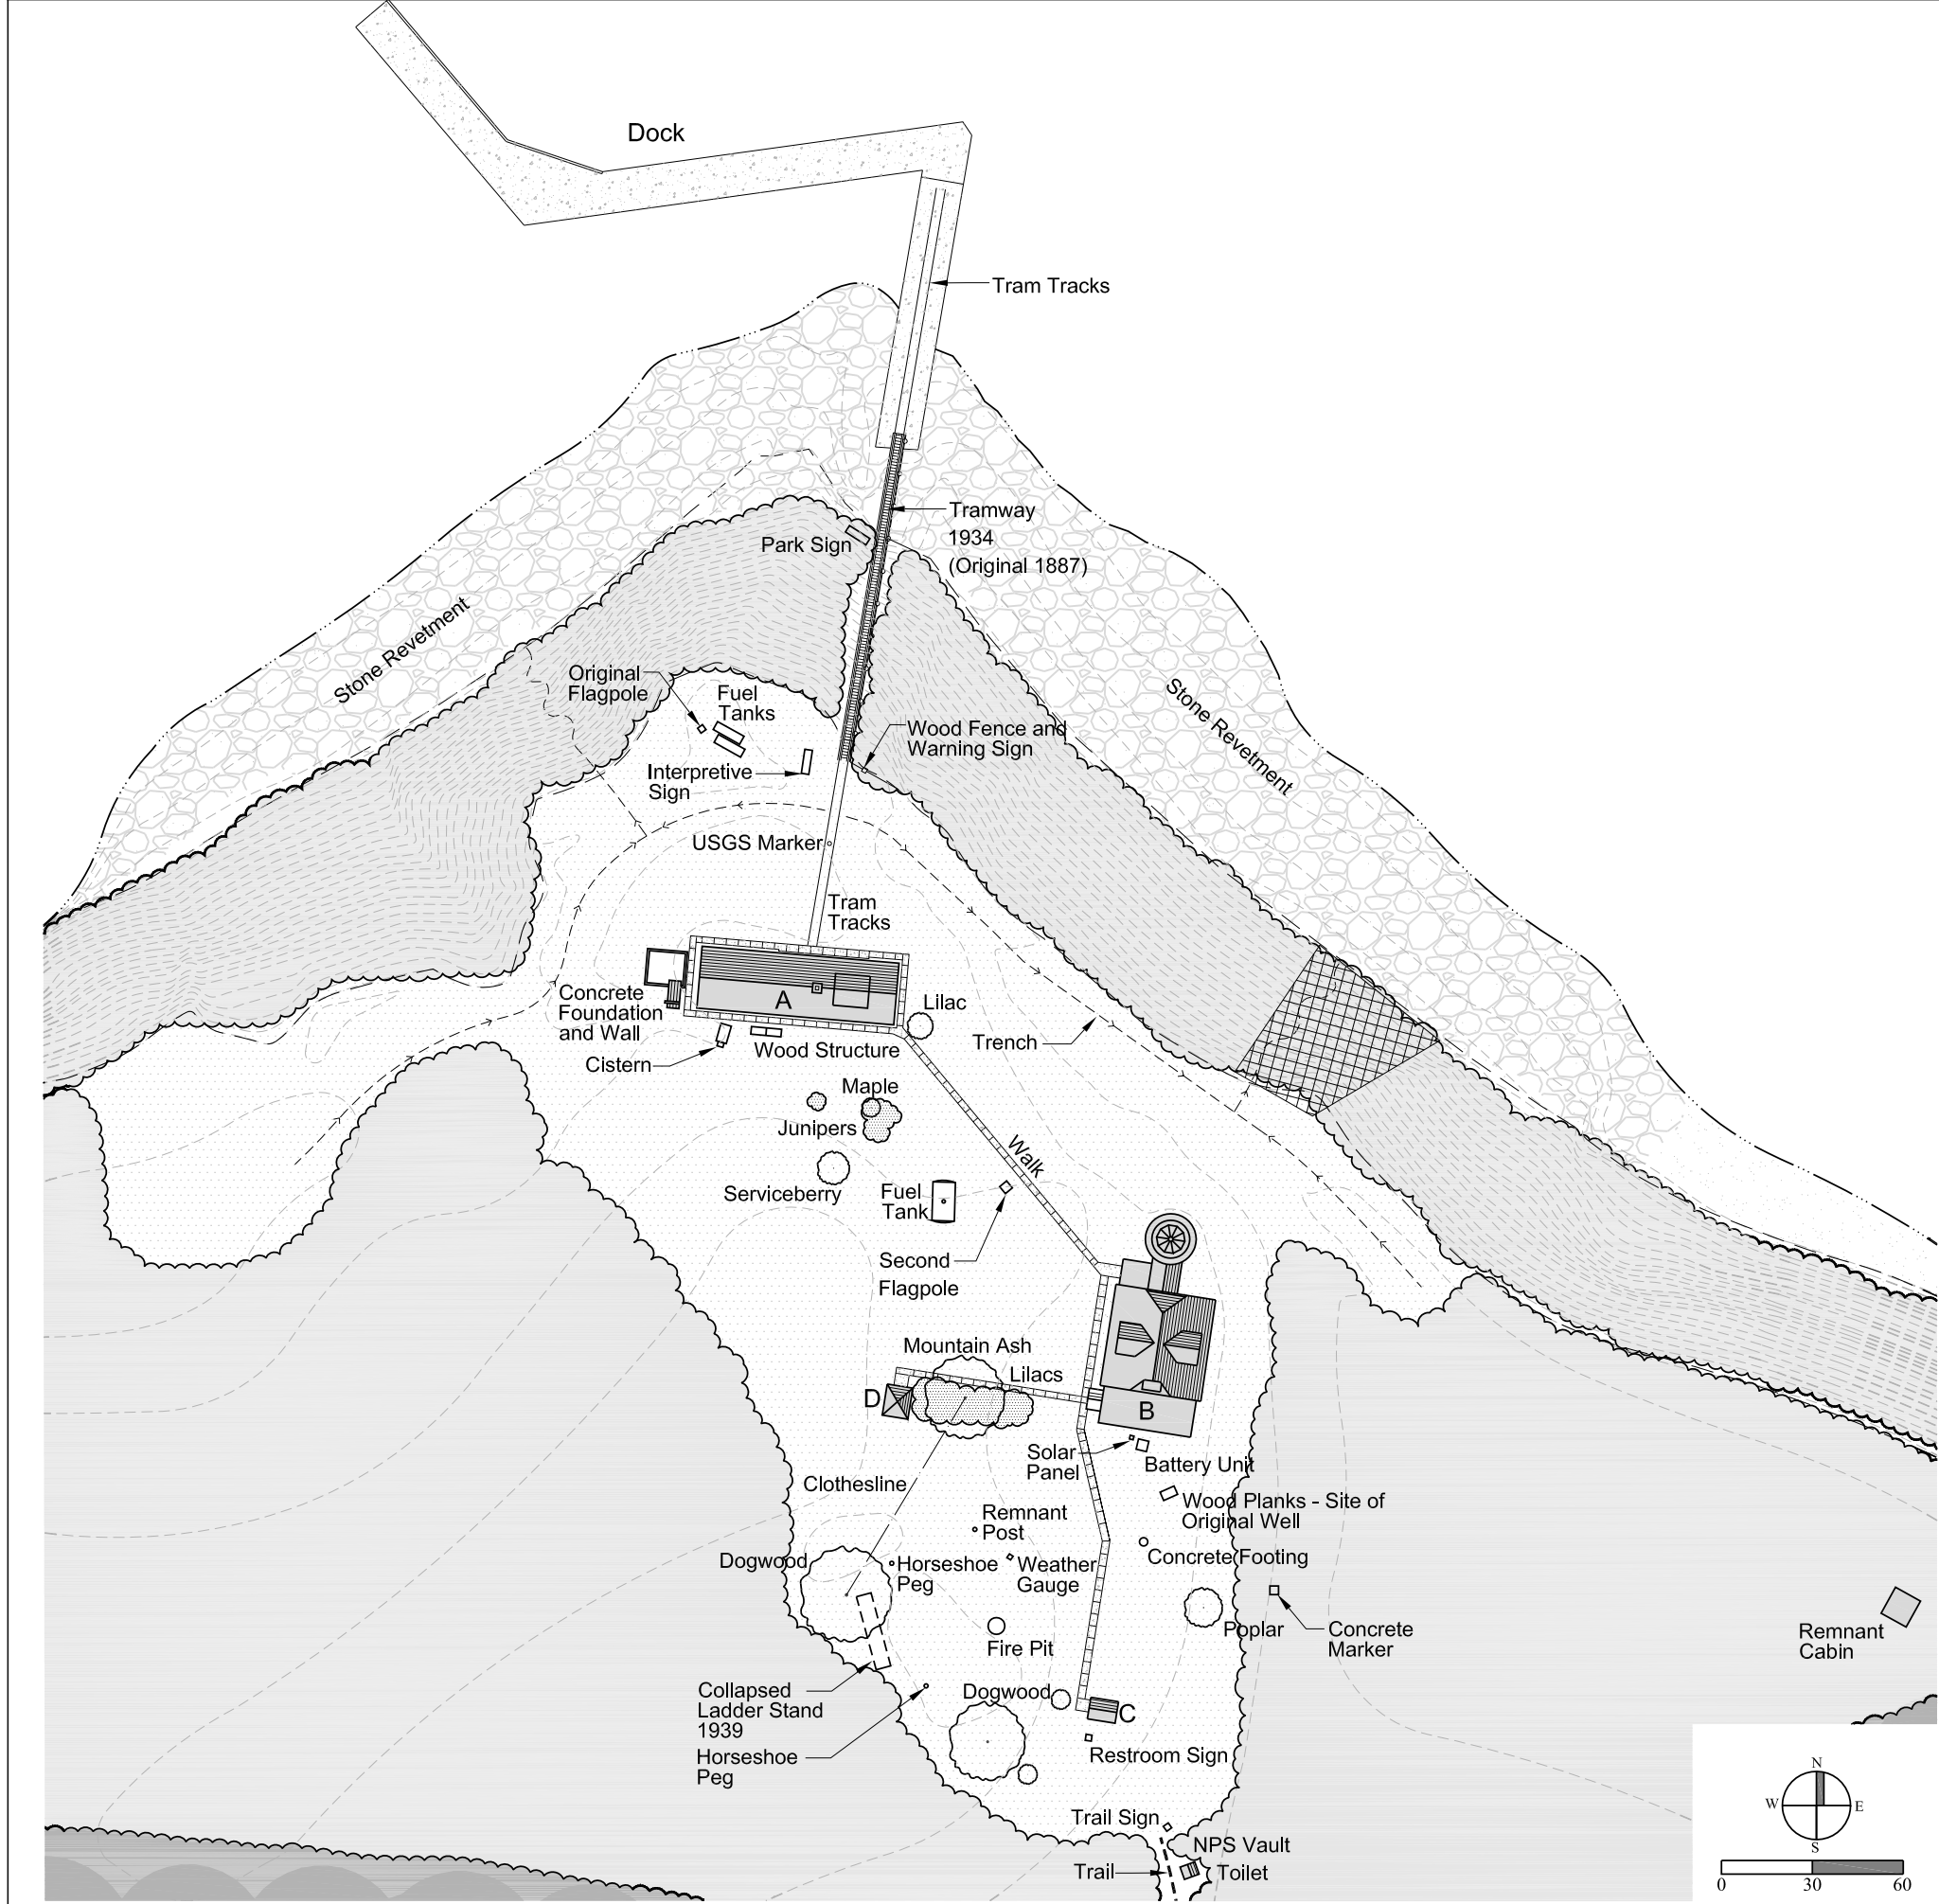 Dock
Tram Tracks
Tramway
1934
(Original 1887)
Park Sign
Stone Revetment
Stone Revetment
Original
Flagpole
Fuel
Tanks
Wood Fence and
Warning Sign
Interpretive
Sign
USGS Marker
Tram
Tracks
A
Concrete
Foundation
and Wall
Lilac
Cistern
Wood Structure
Trench
Maple
Junipers
Walk
Serviceberry
Fuel
Tank
Second
Flagpole
Mountain Ash
Lilacs
D
B
Solar
Panel
Battery Unit
Clothesline
Wood Planks - Site of
Original Well
Remnant
Post
Concrete Footing
Dogwood
Horseshoe
Peg
Weather
Gauge
Poplar
Concrete
Marker
Remnant
Cabin
Fire Pit
Collapsed
Ladder Stand
1939
Dogwood
C
Horseshoe
Peg
Restroom Sign
Trail Sign
NPS Vault
Toilet
Trail
N
W
E
S
0
30
60